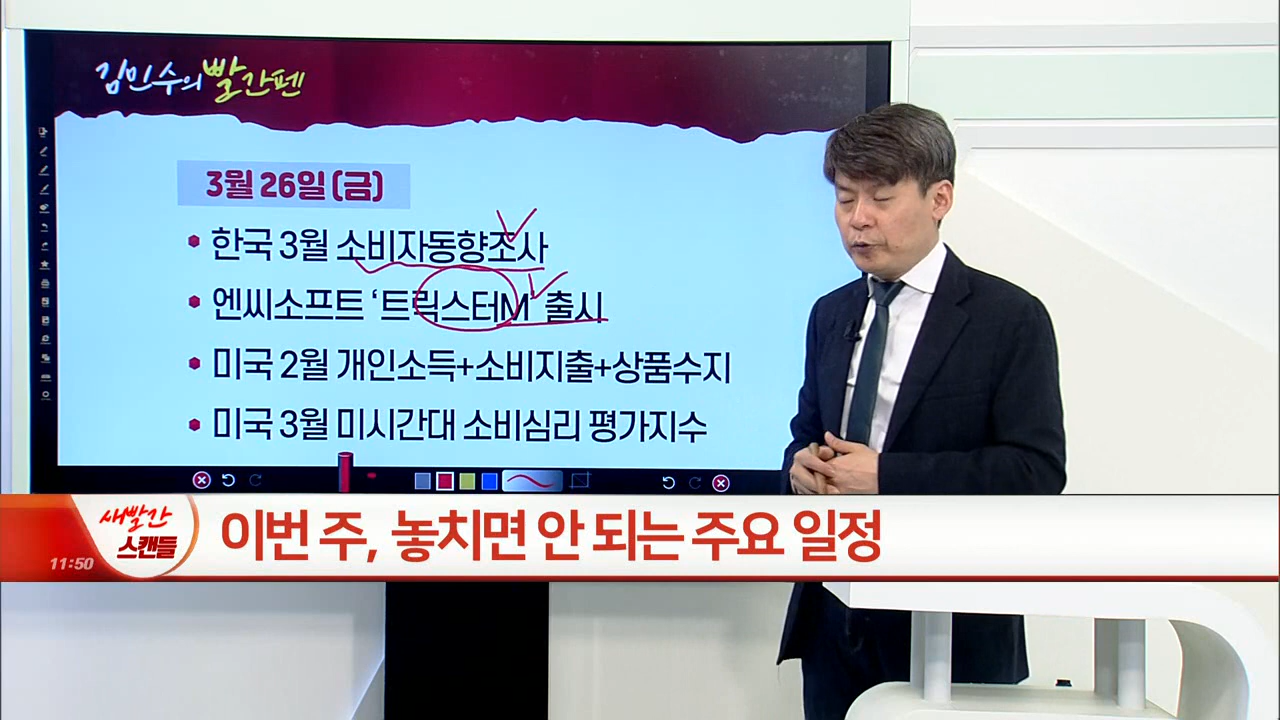 김민수의 빨간펜
3월 26일 (금)
• 한국 3월 소비자동향조사
• 엔씨소프트 ‘트릭스터M’ 출시
• 미국 2월 개인소득+소비지출+상품수지
• 미국 3월 미시간대 소비심리 평가지수
새빨간
스캔들
11:50
이번 주, 놓치면 안 되는 주요 일정